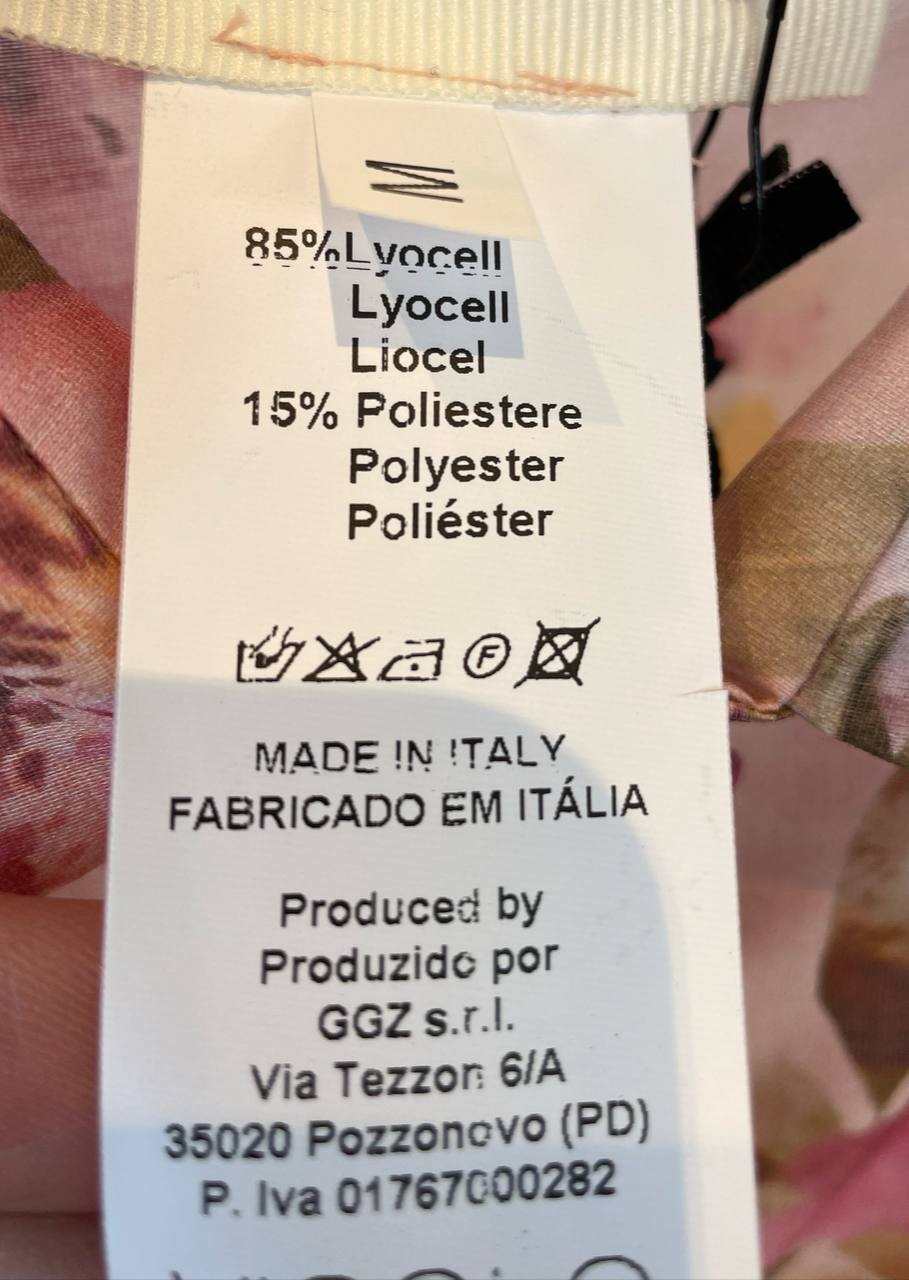 M
85%Lyocell
Lyocell
Liocel
15% Poliestere
Polyester
Poliéster
F
MADE IN ITALY
FABRICADO EM ITÁLIA
Produced by
Produzido por
GGZ s.r.l.
Via Tezzon 6/A
35020 Pozzonovo (PD)
P. Iva 01767000282